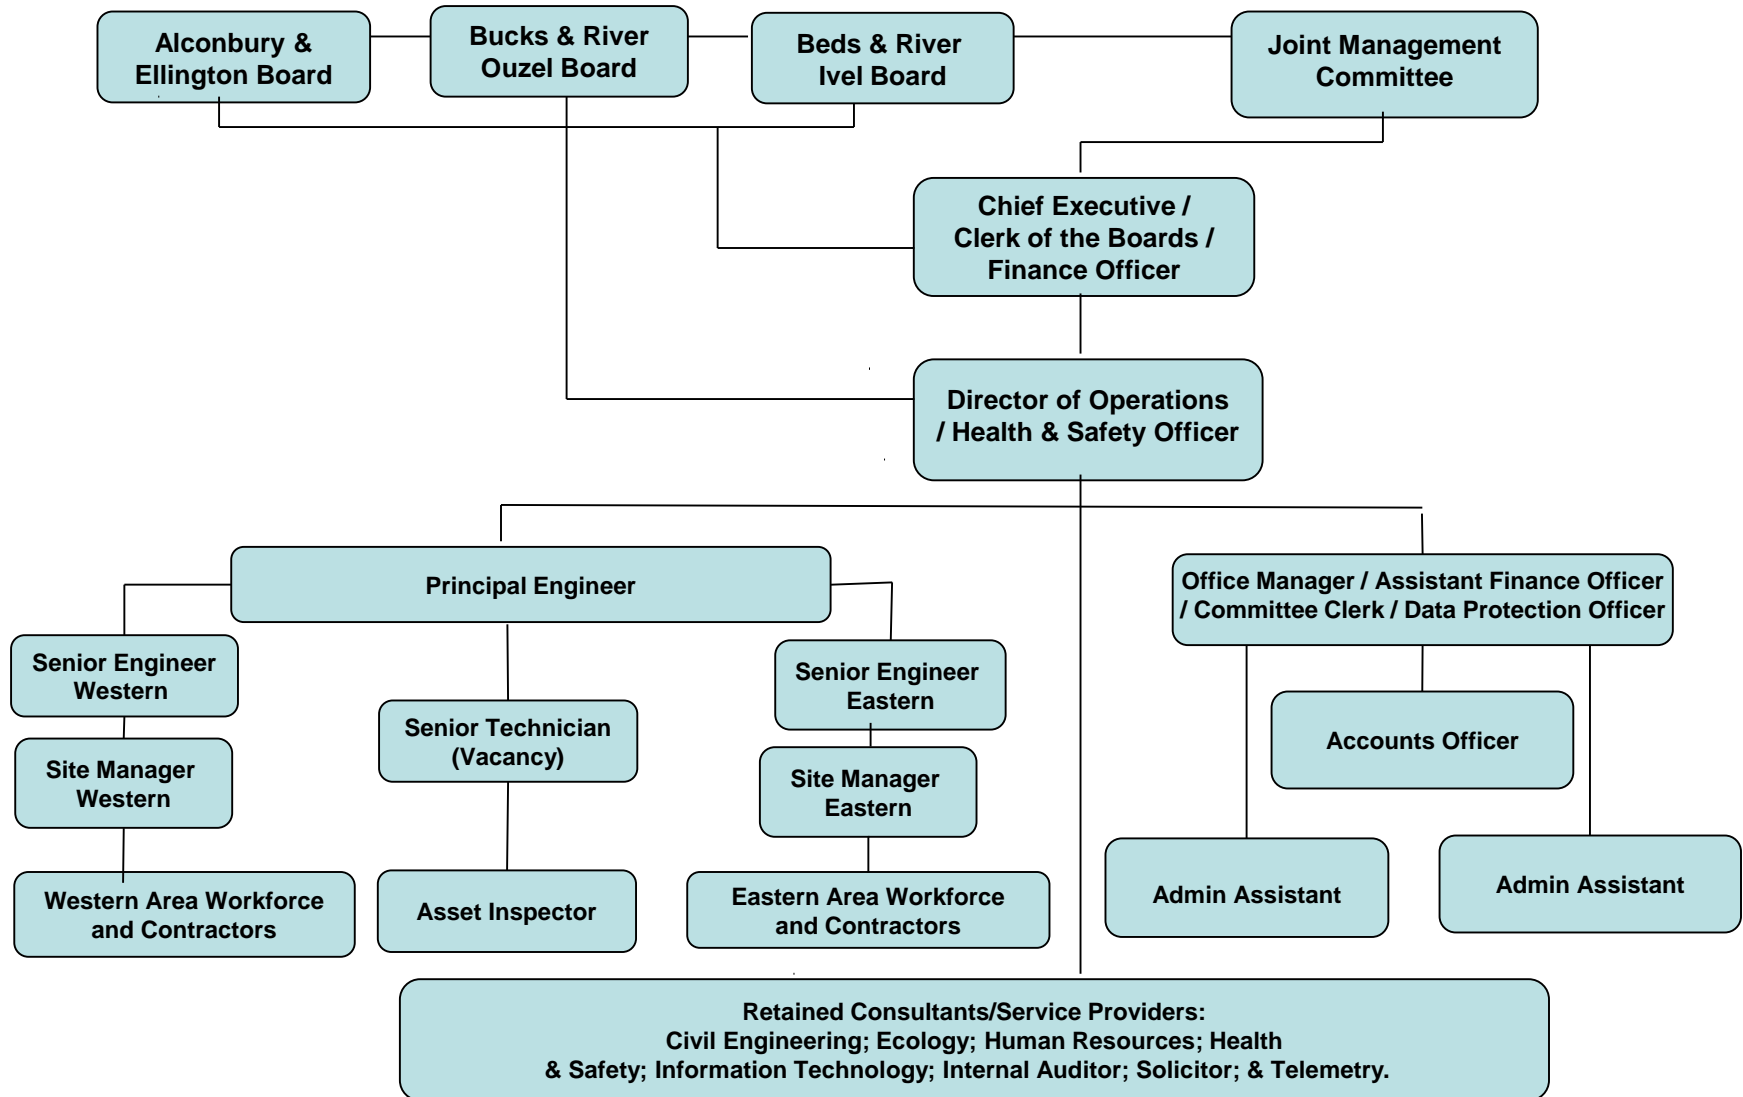 Alconbury &
Ellington Board
Bucks & River
Ouzel Board
Beds & River
Ivel Board
Joint Management
Committee
Chief Executive /
Clerk of the Boards /
Finance Officer
Director of Operations
/ Health & Safety Officer
Principal Engineer
Office Manager / Assistant Finance Officer
/ Committee Clerk / Data Protection Officer
Senior Engineer
Western
Senior Technician
(Vacancy)
Senior Engineer
Eastern
Accounts Officer
Site Manager
Western
Site Manager
Eastern
Western Area Workforce
and Contractors
Asset Inspector
Eastern Area Workforce
and Contractors
Admin Assistant
Admin Assistant
Retained Consultants/Service Providers:
Civil Engineering; Ecology; Human Resources; Health
& Safety; Information Technology; Internal Auditor; Solicitor; & Telemetry.